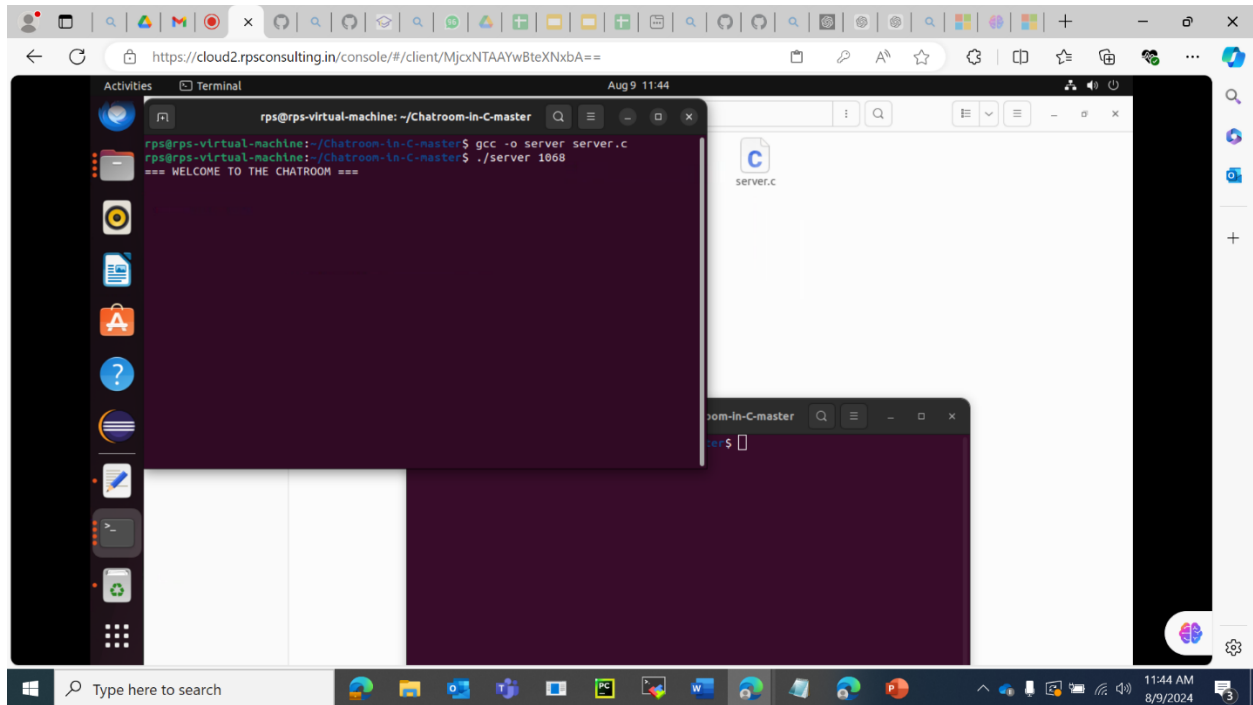 https://cloud2.rpsconsulting.in/console/#/client/MjcxNTAAYwBteXNxbA==
Activities Terminal Aug 9 11:44
rps@rps-virtual-machine: ~/Chatroom-in-C-master
rps@rps-virtual-machine:~/Chatroom-in-C-master$ gcc -o server server.c
rps@rps-virtual-machine:~/Chatroom-in-C-master$ ./server 1068
=== WELCOME TO THE CHATROOM ===
server.c
oom-in-C-master
ter$
Type here to search
11:44 AM
8/9/2024